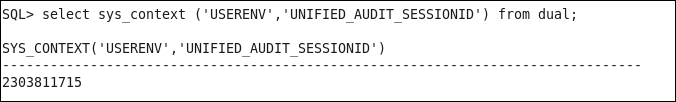 SQL> select sys_context ('USERENV','UNIFIED_AUDIT_SESSIONID') from dual;
SYS_CONTEXT('USERENV','UNIFIED_AUDIT_SESSIONID')
--------------------------------------------------------------------------------
2303811715